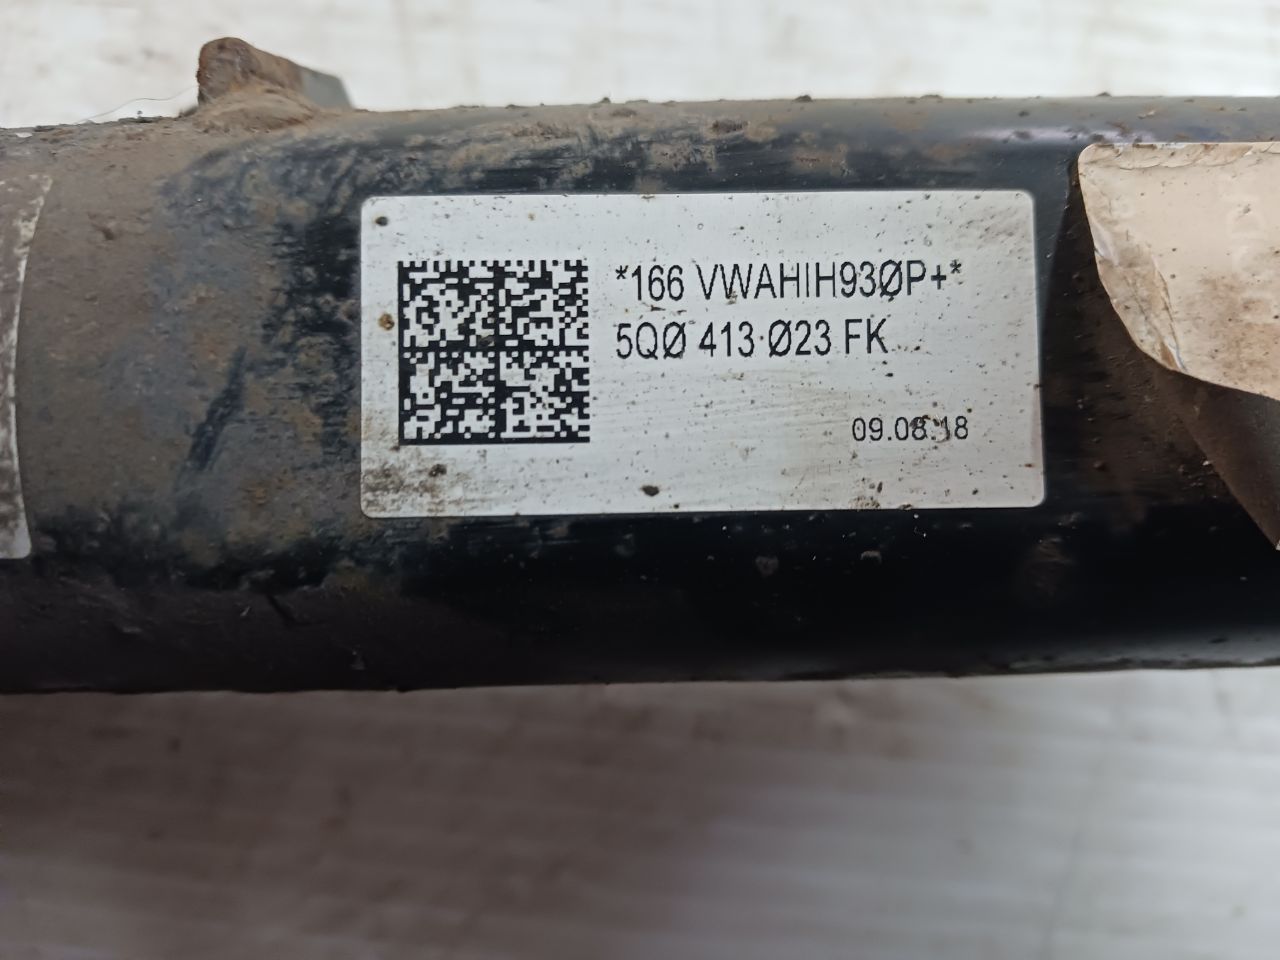 *166 VWAHIH93ØP+*
5QØ 413 Ø23 FK
09.08.18